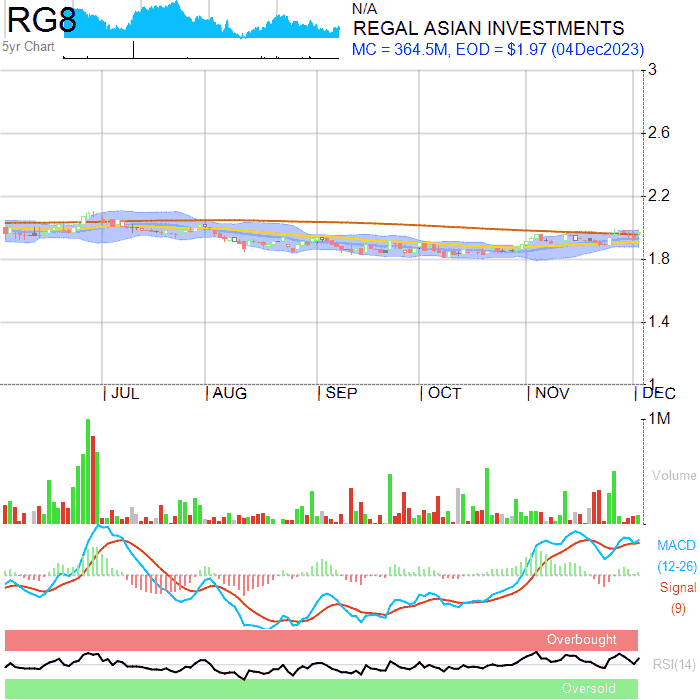 RG8
N/A
REGAL ASIAN INVESTMENTS
5yr Chart
MC = 364.5M, EOD = $1.97 (04Dec2023)
3
2.6
2.2
1.8
1.4
1
JUL AUG SEP OCT NOV DEC
1M
Volume
MACD
(12-26)
Signal
(9)
Overbought
RSI(14)
Oversold